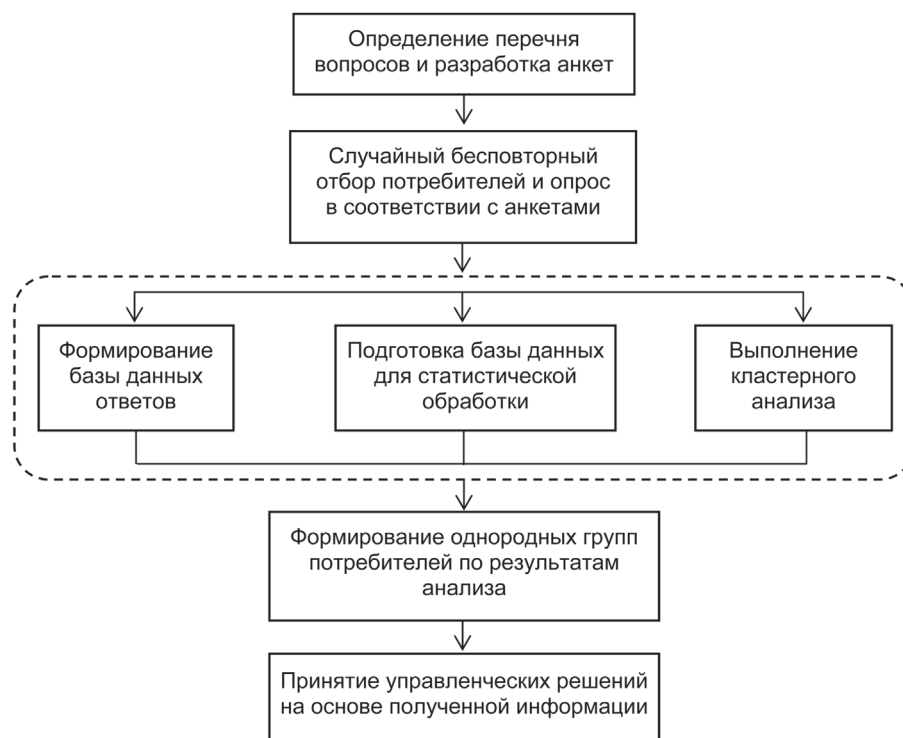 Определение перечня
вопросов и разработка анкет
Случайный бесповторный
отбор потребителей и опрос
в соответствии с анкетами
Формирование
базы данных
ответов
Подготовка базы данных
для статистической
обработки
Выполнение
кластерного
анализа
Формирование однородных групп
потребителей по результатам
анализа
Принятие управленческих решений
на основе полученной информации